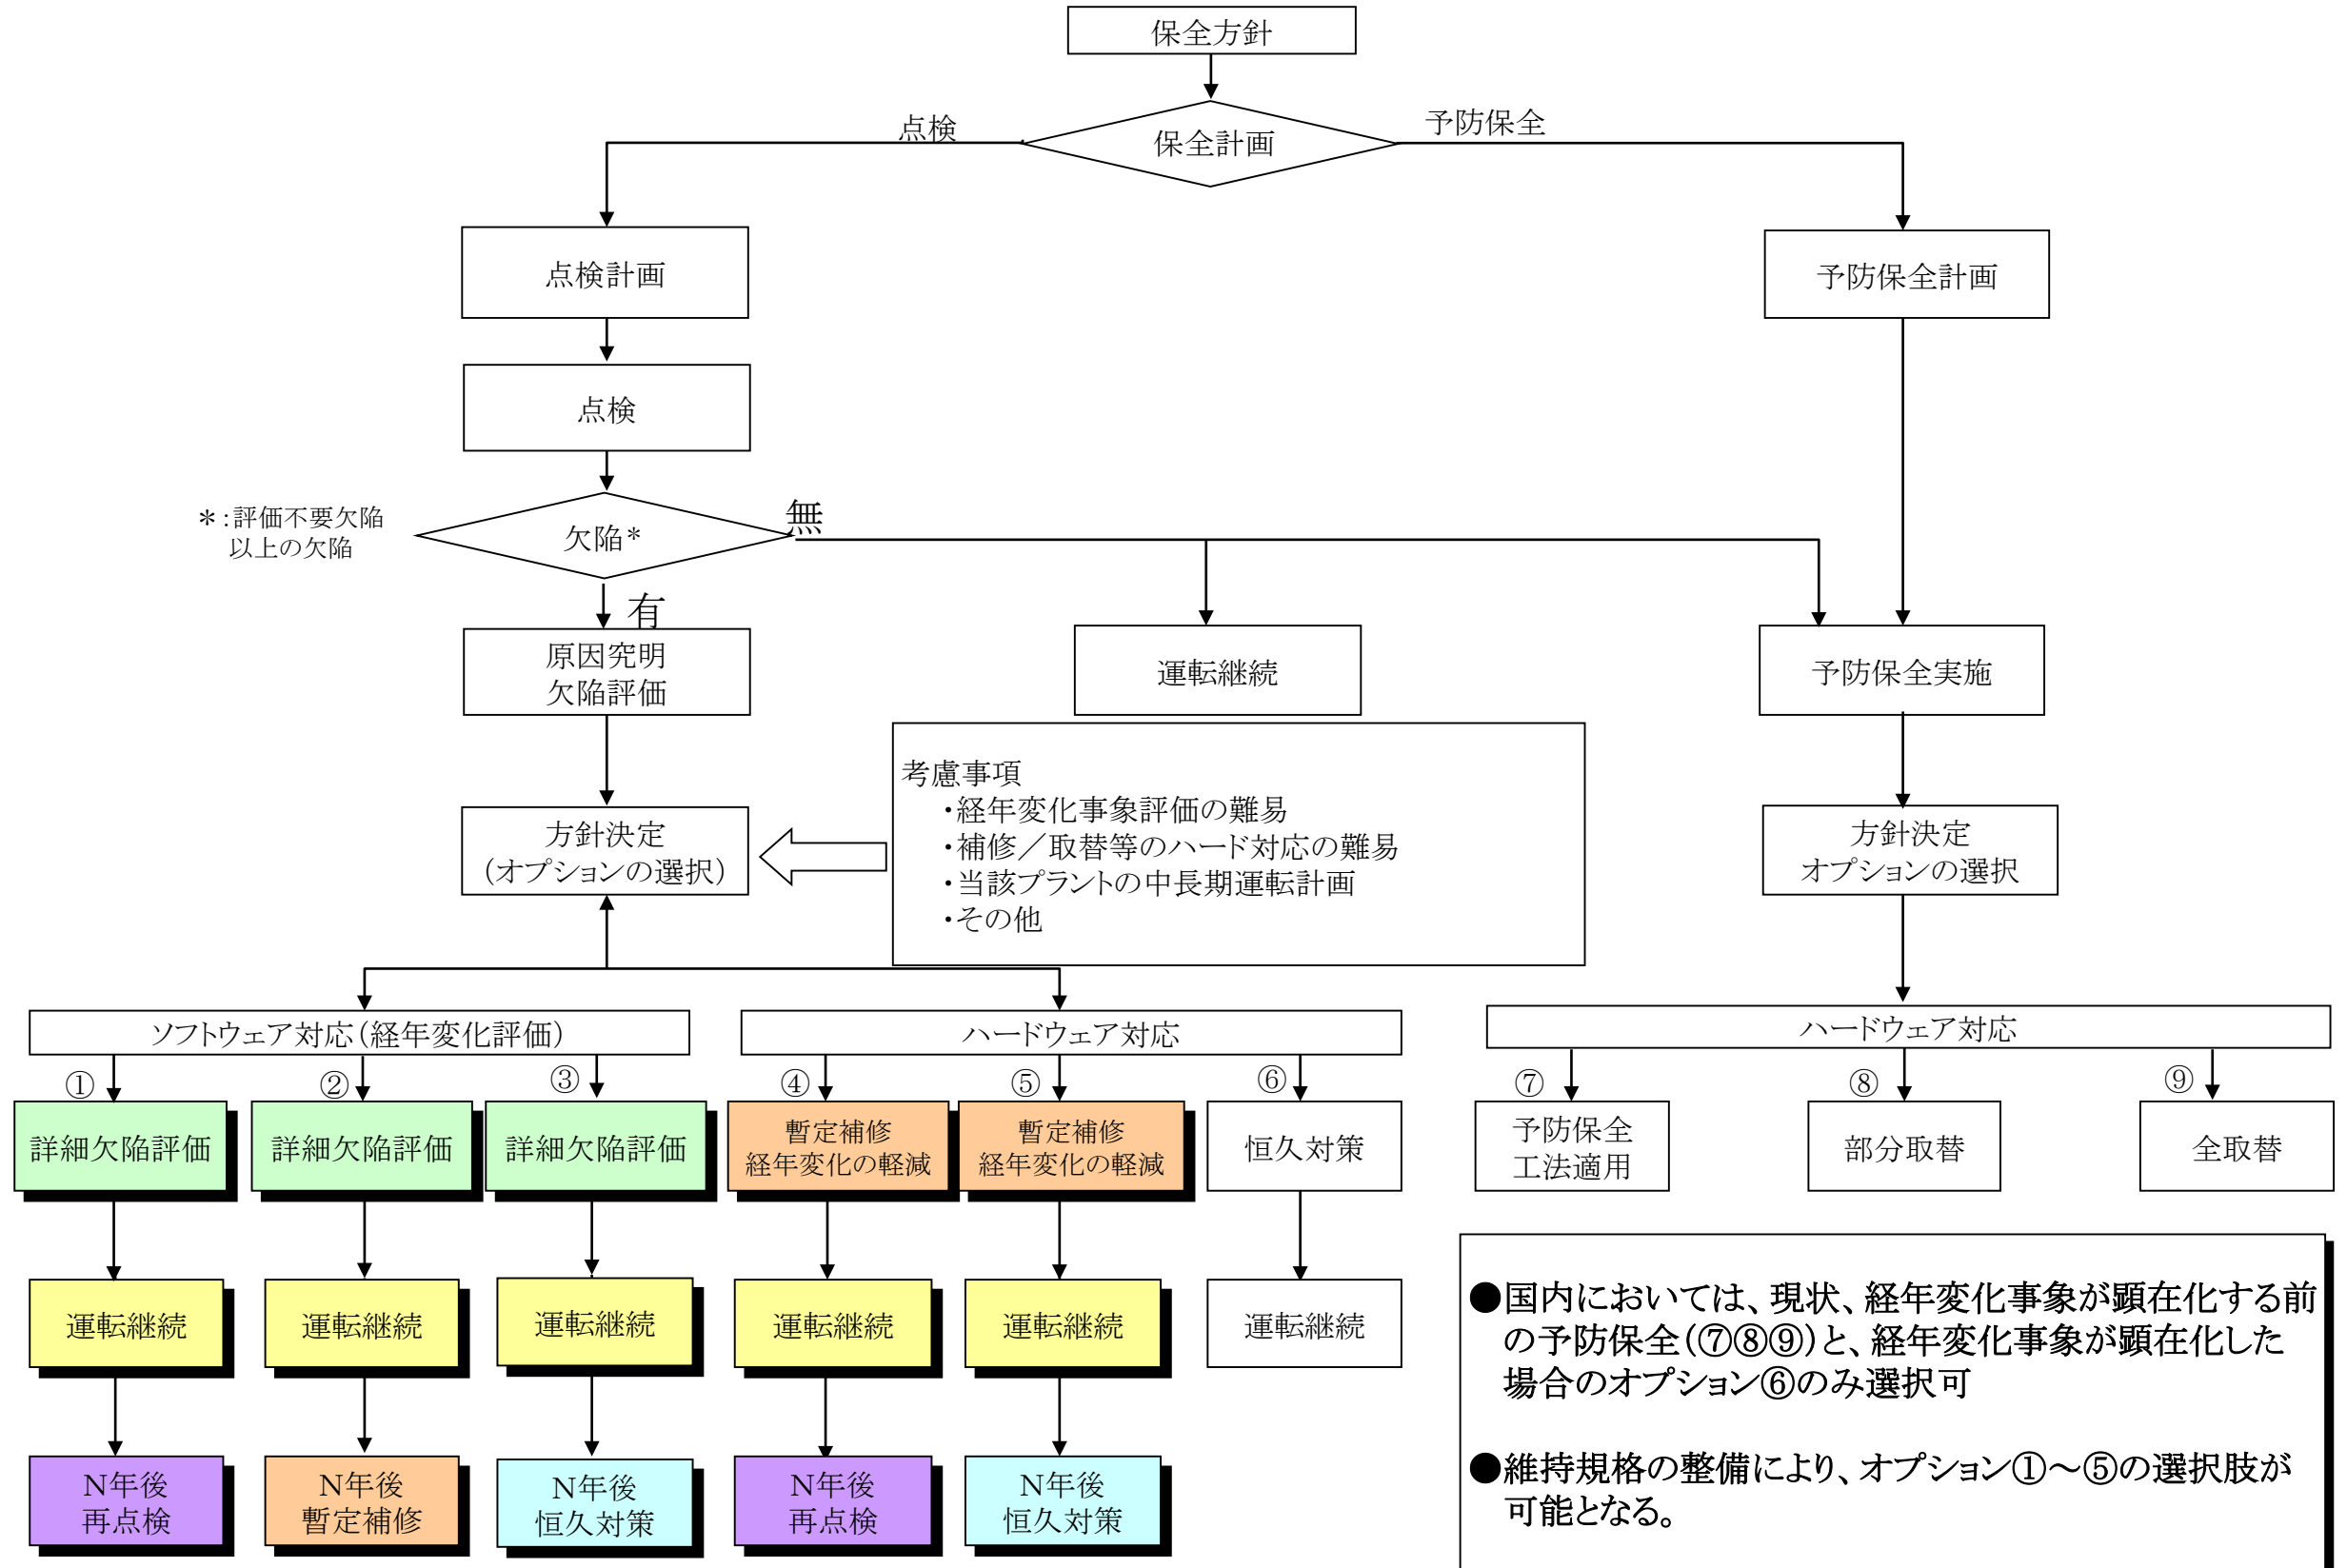 保全方針
点検
保全計画
予防保全
点検計画
予防保全計画
点検
＊：評価不要欠陥
以上の欠陥
欠陥*
無
有
原因究明
欠陥評価
運転継続
予防保全実施
考慮事項
・経年変化事象評価の難易
・補修／取替等のハード対応の難易
・当該プラントの中長期運転計画
・その他
方針決定
（オプションの選択）
方針決定
オプションの選択
ソフトウェア対応（経年変化評価）
ハードウェア対応
ハードウェア対応
①
②
③
④
⑤
⑥
⑦
⑧
⑨
詳細欠陥評価
詳細欠陥評価
詳細欠陥評価
暫定補修
経年変化の軽減
暫定補修
経年変化の軽減
恒久対策
予防保全
工法適用
部分取替
全取替
運転継続
運転継続
運転継続
運転継続
運転継続
運転継続
N年後
再点検
N年後
暫定補修
N年後
恒久対策
N年後
再点検
N年後
恒久対策
●国内においては、現状、経年変化事象が顕在化する前
の予防保全（⑦⑧⑨）と、経年変化事象が顕在化した
場合のオプション⑥のみ選択可
●維持規格の整備により、オプション①～⑤の選択肢が
可能となる。